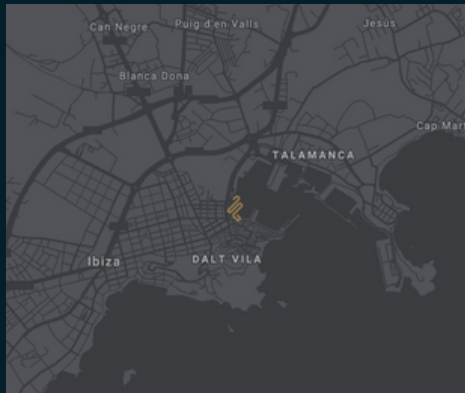 Puig d'en Valls
Jesus
Can Negre
Blanca Dona
Cap Mart
TALAMANCA
Ibiza
DALT VILA